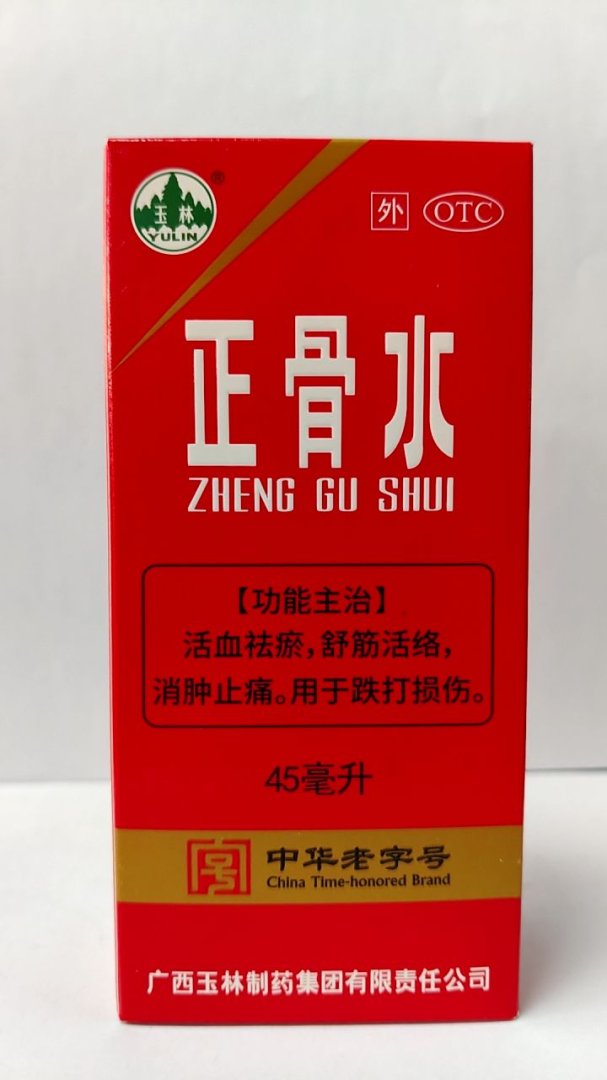 玉林
YULIN
®
外 OTC
正骨水
ZHENG GU SHUI
【功能主治】
活血祛瘀，舒筋活络，
消肿止痛。用于跌打损伤。
45毫升
中华老字号
China Time-honored Brand
广西玉林制药集团有限责任公司